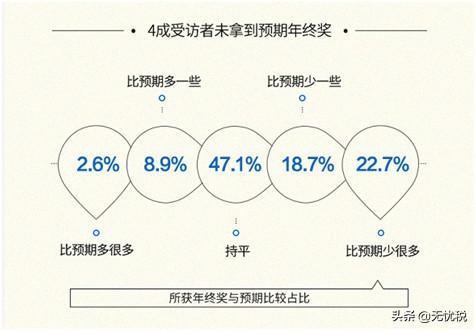 4成受访者未拿到预期年终奖
比预期多一些 比预期少一些
2.6% 8.9% 47.1% 18.7% 22.7%
比预期多很多 持平 比预期少很多
所获年终奖与预期比较占比
头条 @无忧税